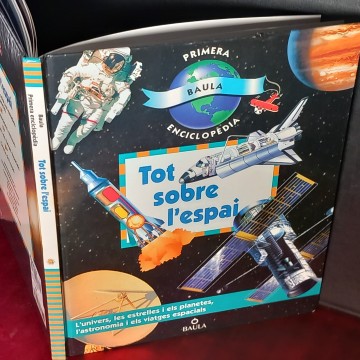 PRIMERA
BAULA
ENCICLOPÈDIA
Tot
sobre
l'espai
L'univers, les estrelles i els planetes,
l'astronomia i els viatges espacials
BAULA
Baula
Primera enciclopèdia
Tot sobre l'espai